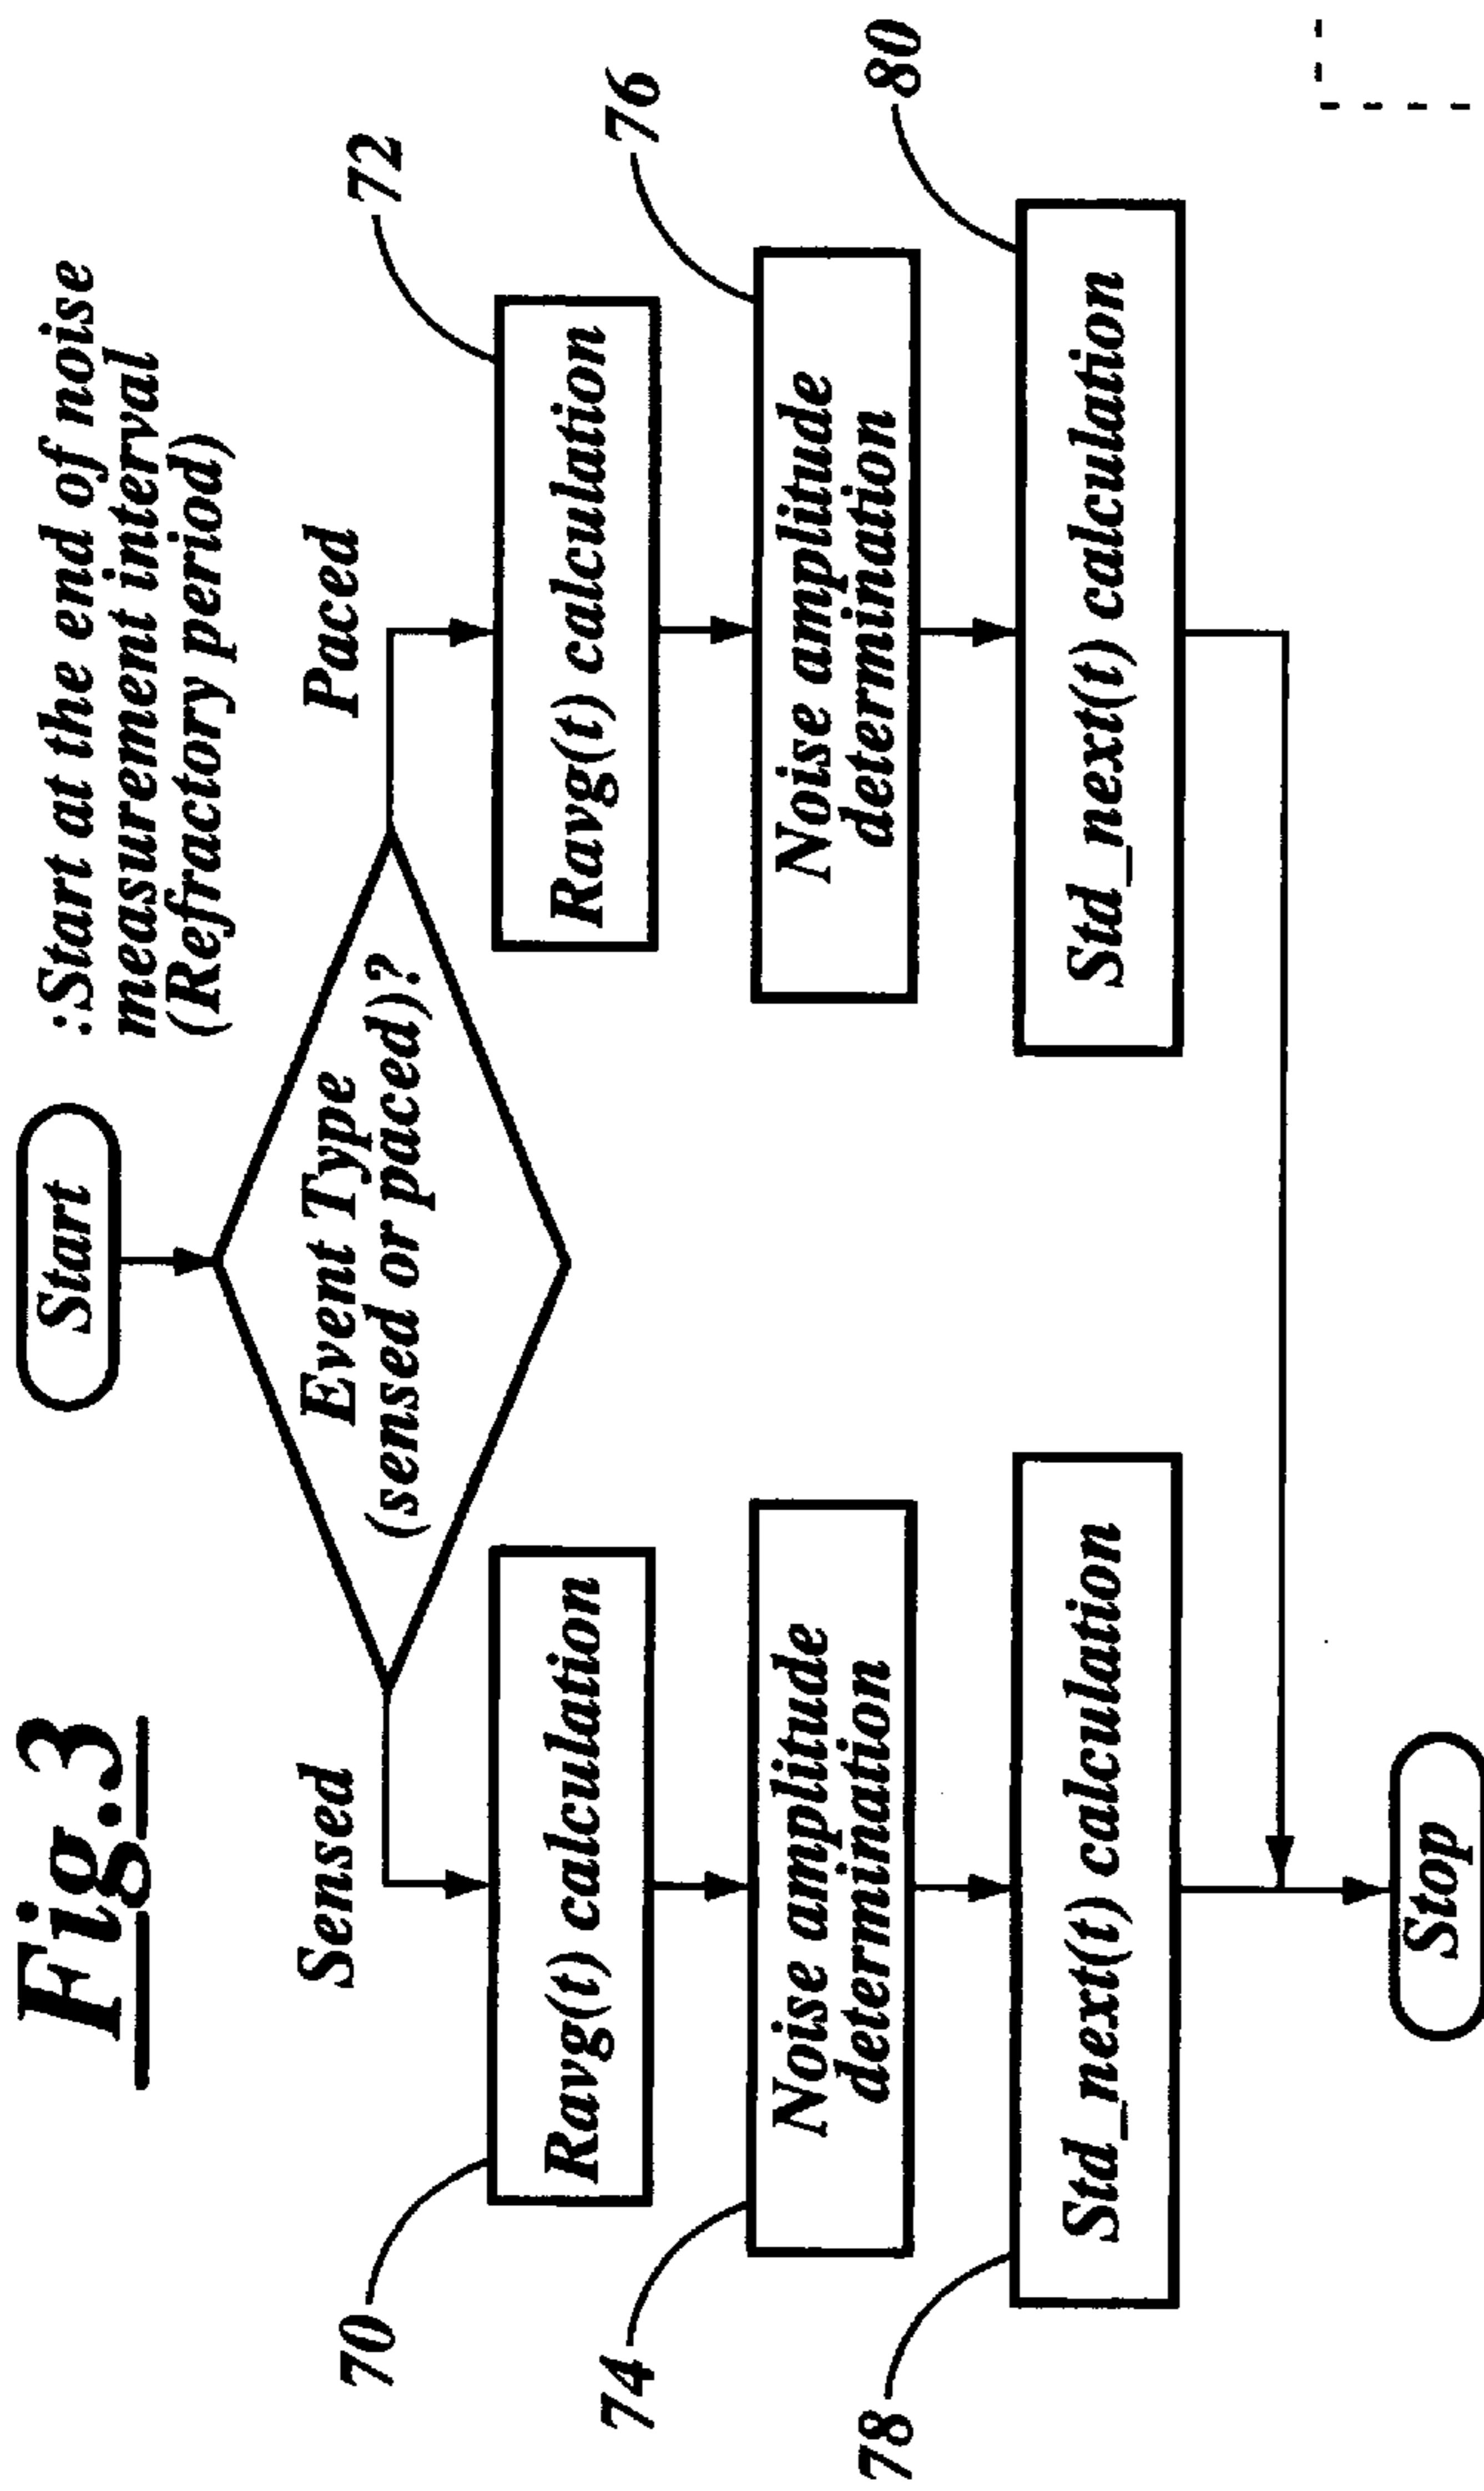 Fig.3
Start
:Start at the end of noise
measurement interval
(Refractory period)
Event Type
(sensed or paced)?
Sensed
Paced
70
Ravg(t) calculation
72
Ravg(t) calculation
74
Noise amplitude
determination
76
Noise amplitude
determination
78
Std_next(t) calculation
80
Std_next(t) calculation
Stop